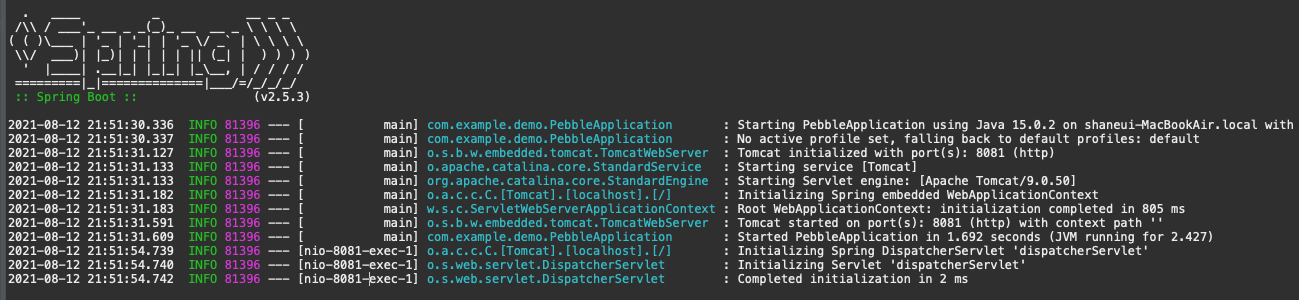 .   ____          _            __ _ _
 /\\ / ___'_ __ _ _(_)_ __  __ _ \ \ \ \
( ( )\___ | '_ | '_| | '_ \/ _` | \ \ \ \
 \\/  ___)| |_)| | | | | || (_| |  ) ) ) )
  '  |____| .__|_| |_|_| |_\__, | / / / /
 =========|_|==============|___/=/_/_/_/
 :: Spring Boot ::                (v2.5.3)
2021-08-12 21:51:30.336  INFO 81396 --- [           main] com.example.demo.PebbleApplication       : Starting PebbleApplication using Java 15.0.2 on shaneui-MacBookAir.local with
2021-08-12 21:51:30.337  INFO 81396 --- [           main] com.example.demo.PebbleApplication       : No active profile set, falling back to default profiles: default
2021-08-12 21:51:31.127  INFO 81396 --- [           main] o.s.b.w.embedded.tomcat.TomcatWebServer  : Tomcat initialized with port(s): 8081 (http)
2021-08-12 21:51:31.133  INFO 81396 --- [           main] o.apache.catalina.core.StandardService   : Starting service [Tomcat]
2021-08-12 21:51:31.133  INFO 81396 --- [           main] org.apache.catalina.core.StandardEngine  : Starting Servlet engine: [Apache Tomcat/9.0.50]
2021-08-12 21:51:31.182  INFO 81396 --- [           main] o.a.c.c.C.[Tomcat].[localhost].[/]       : Initializing Spring embedded WebApplicationContext
2021-08-12 21:51:31.183  INFO 81396 --- [           main] w.s.c.ServletWebServerApplicationContext : Root WebApplicationContext: initialization completed in 805 ms
2021-08-12 21:51:31.591  INFO 81396 --- [           main] o.s.b.w.embedded.tomcat.TomcatWebServer  : Tomcat started on port(s): 8081 (http) with context path ''
2021-08-12 21:51:31.609  INFO 81396 --- [           main] com.example.demo.PebbleApplication       : Started PebbleApplication in 1.692 seconds (JVM running for 2.427)
2021-08-12 21:51:54.739  INFO 81396 --- [nio-8081-exec-1] o.a.c.c.C.[Tomcat].[localhost].[/]       : Initializing Spring DispatcherServlet 'dispatcherServlet'
2021-08-12 21:51:54.740  INFO 81396 --- [nio-8081-exec-1] o.s.web.servlet.DispatcherServlet        : Initializing Servlet 'dispatcherServlet'
2021-08-12 21:51:54.742  INFO 81396 --- [nio-8081-exec-1] o.s.web.servlet.DispatcherServlet        : Completed initialization in 2 ms